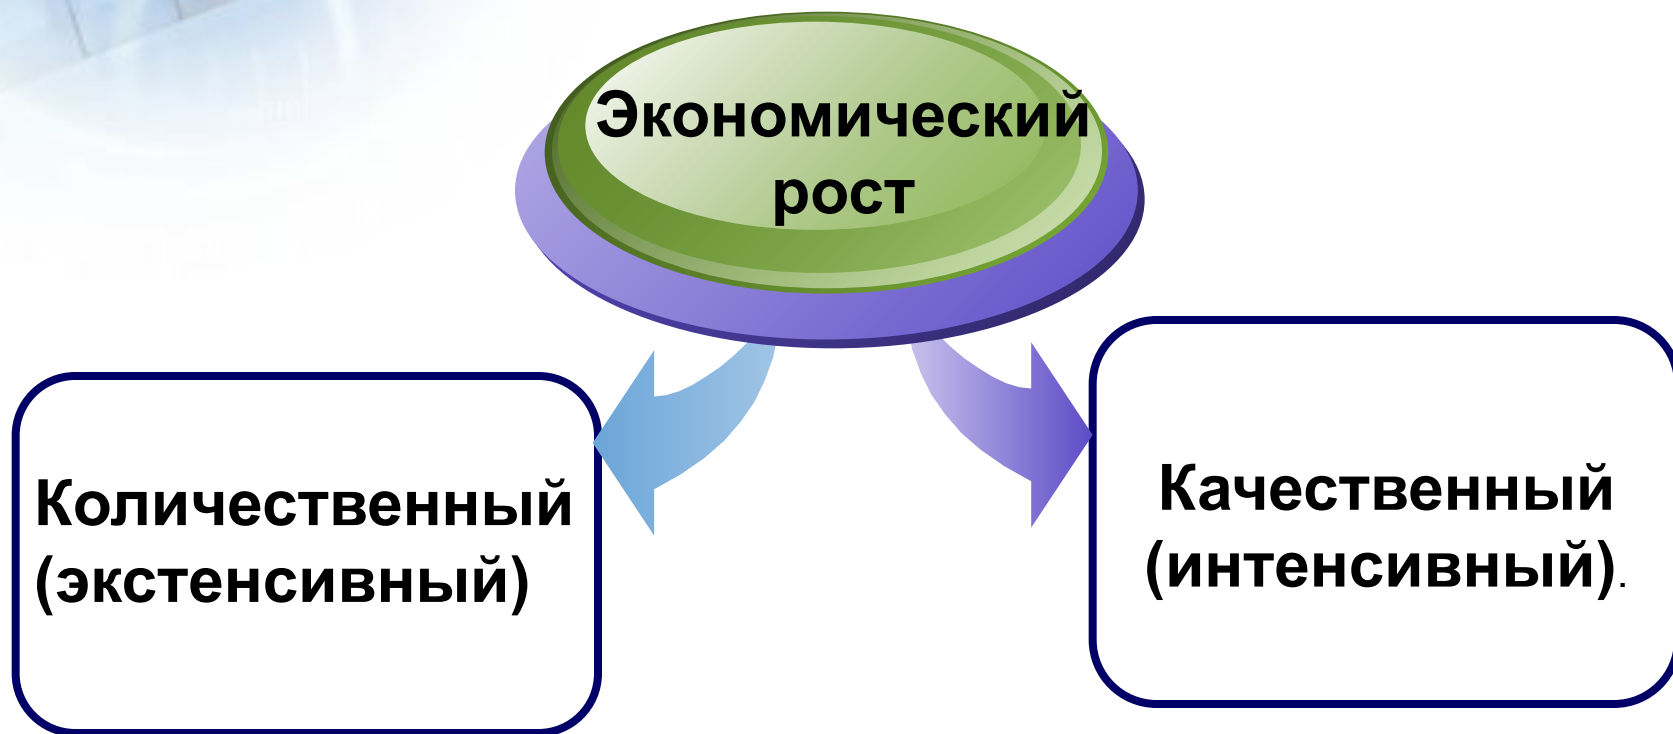 Экономический
рост
Количественный
(экстенсивный)
Качественный
(интенсивный).